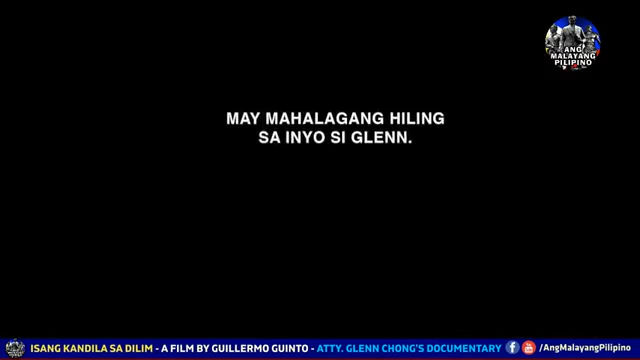 ANG
MALAYANG
PILIPINO
MAY MAHALAGANG HILING
SA INYO SI GLENN.
ISANG KANDILA SA DILIM - A FILM BY GUILLERMO GUINTO - ATTY. GLENN CHONG'S DOCUMENTARY /AngMalayangPilipino